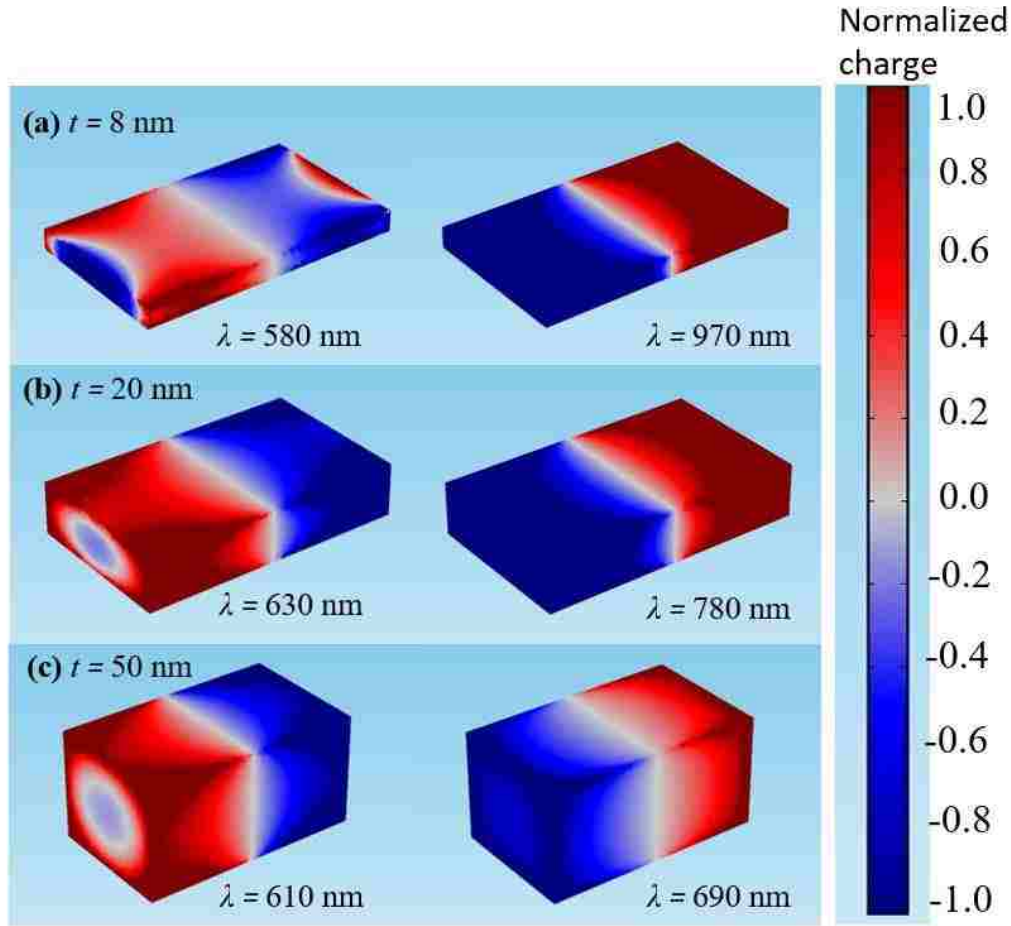 Normalized
charge
(a) t = 8 nm
λ = 580 nm
λ = 970 nm
(b) t = 20 nm
λ = 630 nm
λ = 780 nm
(c) t = 50 nm
λ = 610 nm
λ = 690 nm
1.0
0.8
0.6
0.4
0.2
0.0
-0.2
-0.4
-0.6
-0.8
-1.0